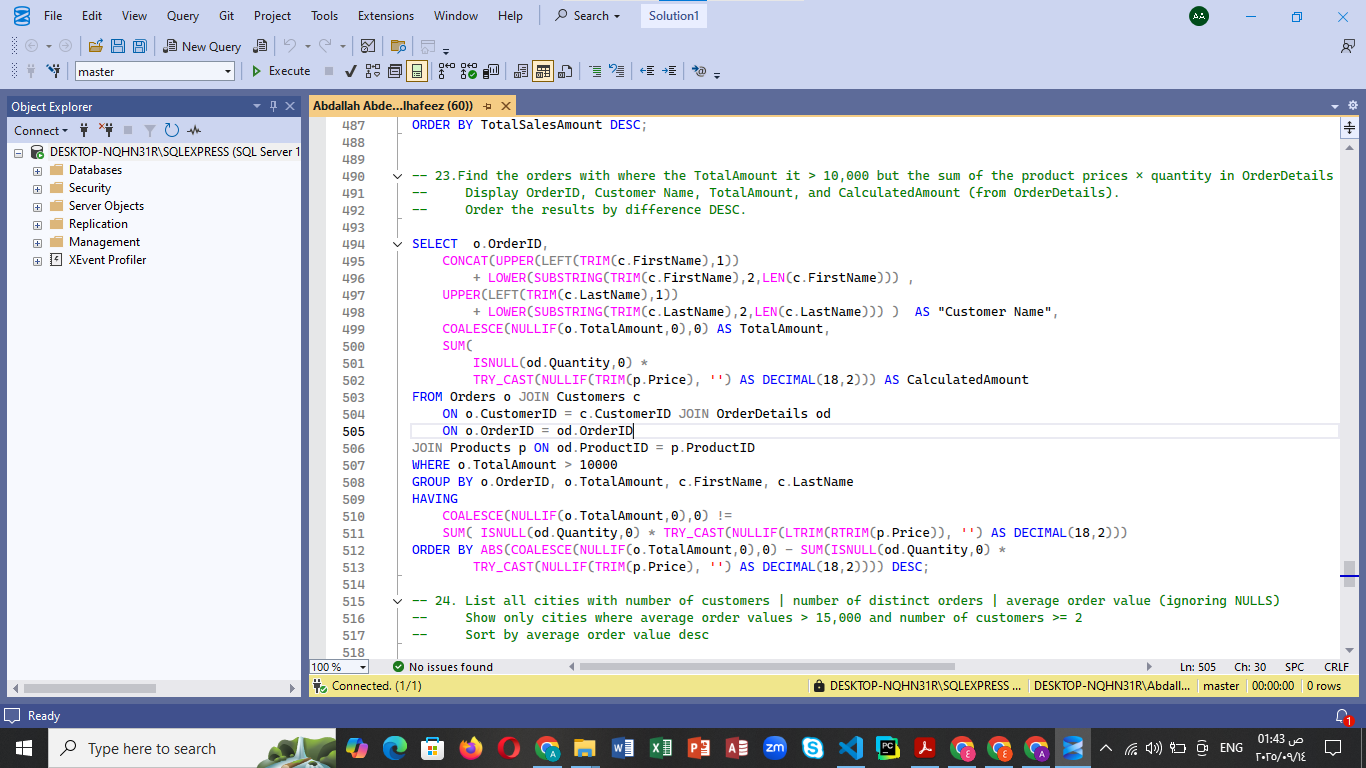 File Edit View Query Git Project Tools Extensions Window Help Search Solution1 AA
New Query
master Execute
Object Explorer
Connect
DESKTOP-NQHN31R\SQLEXPRESS (SQL Server 1
Databases
Security
Server Objects
Replication
Management
XEvent Profiler
Abdallah Abde...lhafeez (60))
487 ORDER BY TotalSalesAmount DESC;
488
489
490 -- 23.Find the orders with where the TotalAmount it > 10,000 but the sum of the product prices × quantity in OrderDetails
491 -- Display OrderID, Customer Name, TotalAmount, and CalculatedAmount (from OrderDetails).
492 -- Order the results by difference DESC.
493
494 SELECT o.OrderID,
495 CONCAT(UPPER(LEFT(TRIM(c.FirstName),1))
496 + LOWER(SUBSTRING(TRIM(c.FirstName),2,LEN(c.FirstName))) ,
497 UPPER(LEFT(TRIM(c.LastName),1))
498 + LOWER(SUBSTRING(TRIM(c.LastName),2,LEN(c.LastName))) ) AS "Customer Name",
499 COALESCE(NULLIF(o.TotalAmount,0),0) AS TotalAmount,
500 SUM(
501 ISNULL(od.Quantity,0) *
502 TRY_CAST(NULLIF(TRIM(p.Price), '') AS DECIMAL(18,2))) AS CalculatedAmount
503 FROM Orders o JOIN Customers c
504 ON o.CustomerID = c.CustomerID JOIN OrderDetails od
505 ON o.OrderID = od.OrderID
506 JOIN Products p ON od.ProductID = p.ProductID
507 WHERE o.TotalAmount > 10000
508 GROUP BY o.OrderID, o.TotalAmount, c.FirstName, c.LastName
509 HAVING
510 COALESCE(NULLIF(o.TotalAmount,0),0) !=
511 SUM( ISNULL(od.Quantity,0) * TRY_CAST(NULLIF(LTRIM(RTRIM(p.Price)), '') AS DECIMAL(18,2)))
512 ORDER BY ABS(COALESCE(NULLIF(o.TotalAmount,0),0) - SUM(ISNULL(od.Quantity,0) *
513 TRY_CAST(NULLIF(TRIM(p.Price), '') AS DECIMAL(18,2)))) DESC;
514
515 -- 24. List all cities with number of customers | number of distinct orders | average order value (ignoring NULLS)
516 -- Show only cities where average order values > 15,000 and number of customers >= 2
517 -- Sort by average order value desc
518
100 % No issues found Ln: 505 Ch: 30 SPC CRLF
Connected. (1/1) DESKTOP-NQHN31R\SQLEXPRESS ... DESKTOP-NQHN31R\Abdall... master 00:00:00 0 rows
Ready 1
Type here to search ENG 01:43 ص
٢٠٢٥/٠٩/١٤